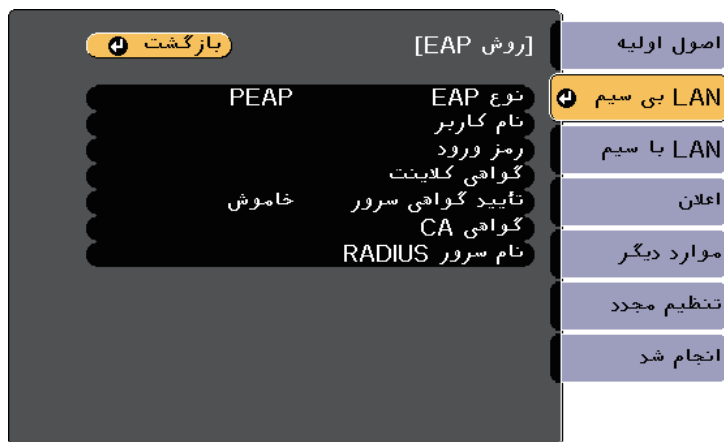 اصول اولیه
LAN بی سیم
LAN با سیم
اعلان
موارد دیگر
تنظیم مجدد
انجام شد
[روش EAP] بازگشت
نوع EAP PEAP
نام کاربر
رمز ورود
گواهی کلاینت
تأیید گواهی سرور خاموش
گواهی CA
نام سرور RADIUS